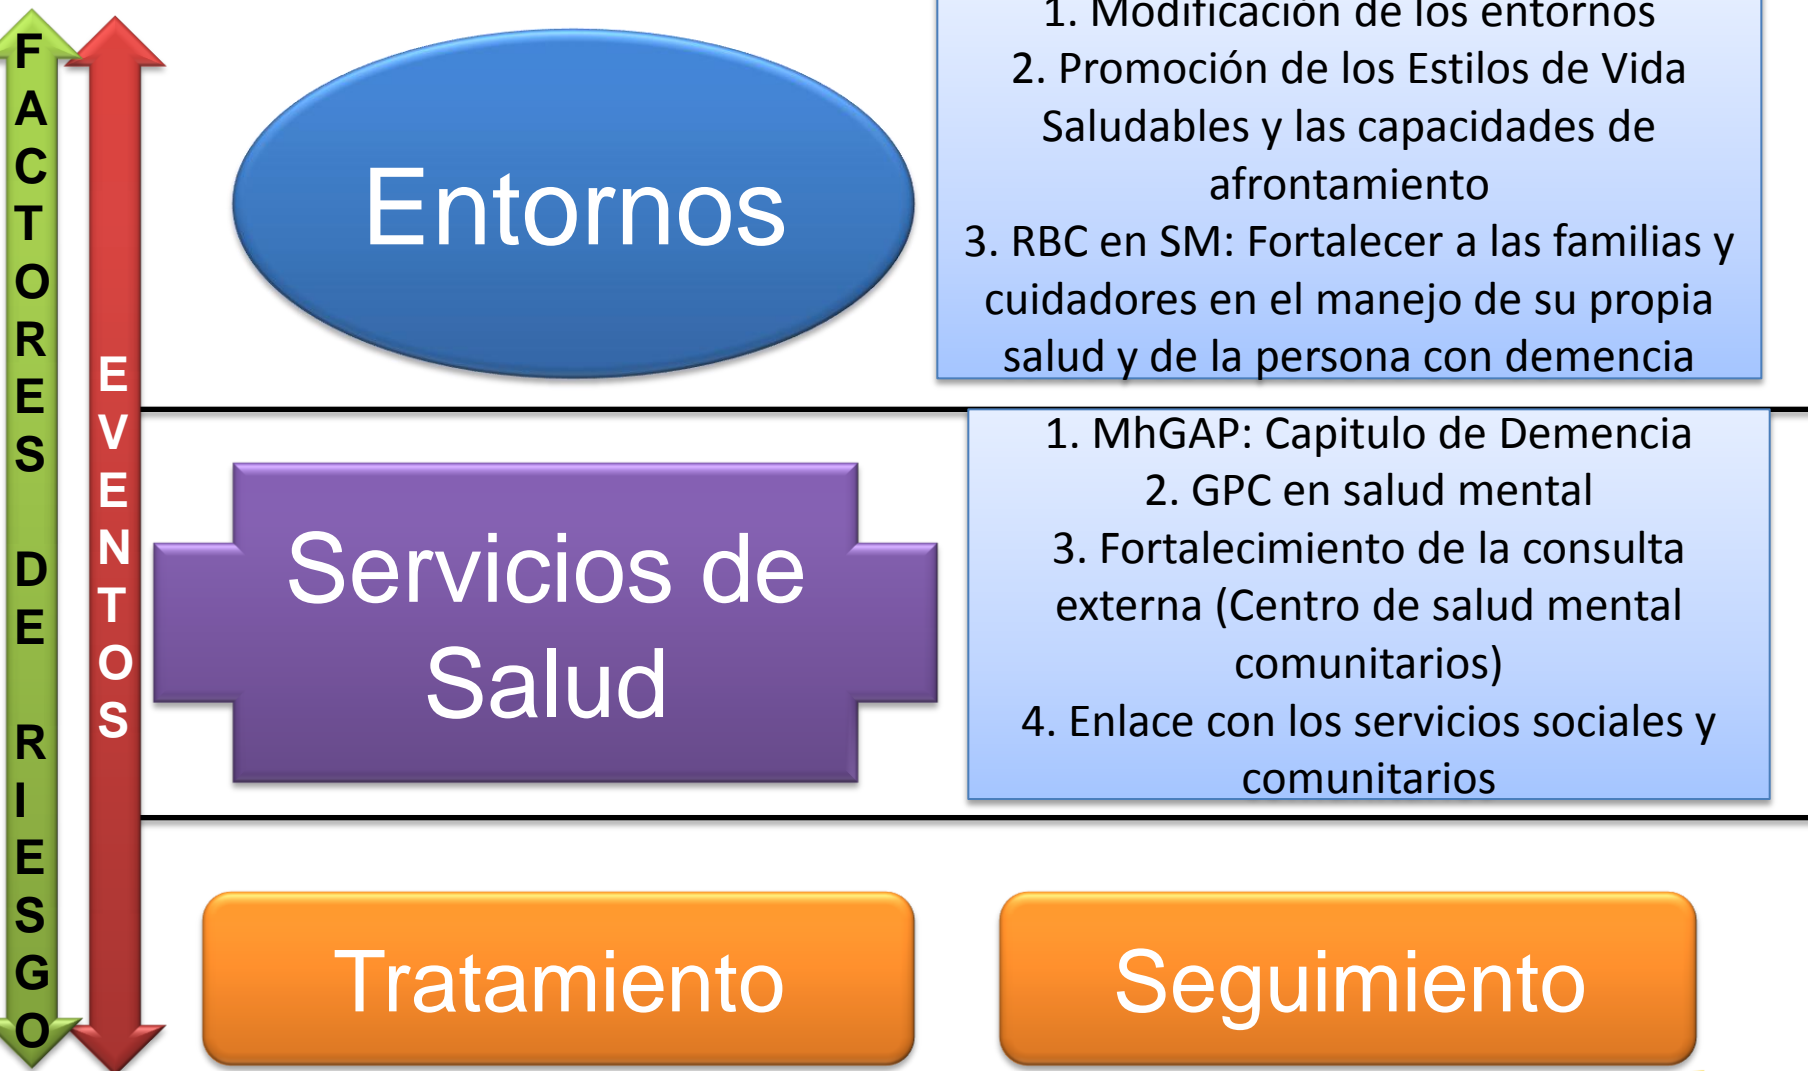 FACTORES DE RIESGO
EVENTOS
Entornos
1. Modificación de los entornos
2. Promoción de los Estilos de Vida
Saludables y las capacidades de
afrontamiento
3. RBC en SM: Fortalecer a las familias y
cuidadores en el manejo de su propia
salud y de la persona con demencia
Servicios de
Salud
1. MhGAP: Capitulo de Demencia
2. GPC en salud mental
3. Fortalecimiento de la consulta
externa (Centro de salud mental
comunitarios)
4. Enlace con los servicios sociales y
comunitarios
Tratamiento
Seguimiento